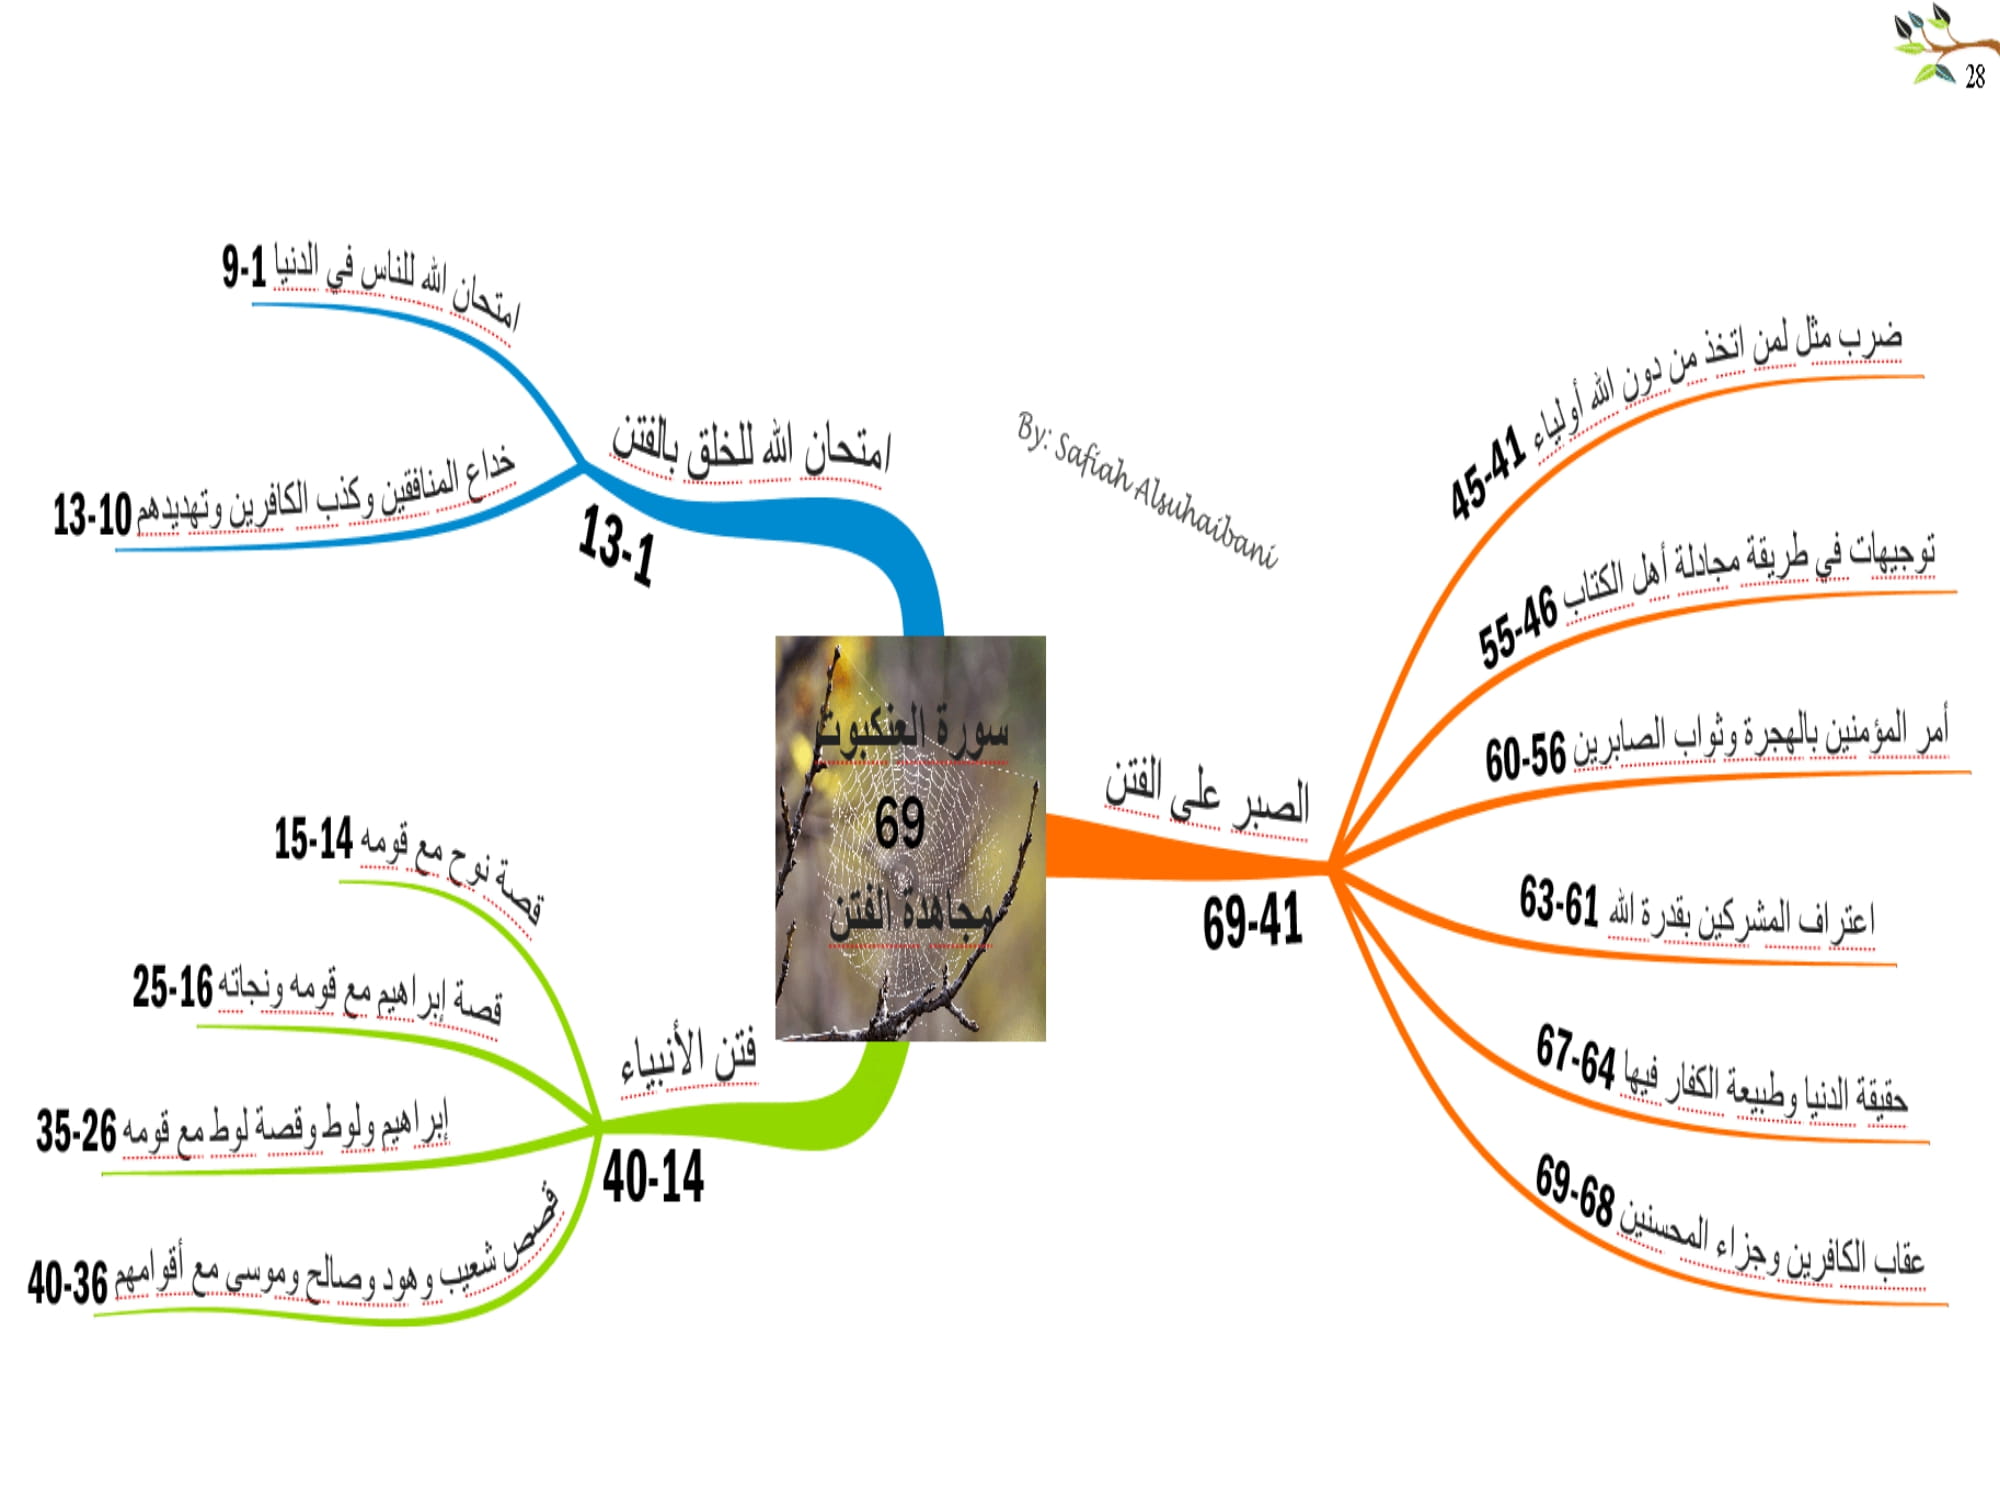 28
سورة العنكبوت
69
مجاهدة الفتن
By: Safiah Alsuhaibani
امتحان الله للخلق بالفتن
13-1
امتحان الله للناس في الدنيا 9-1
خداع المنافقين وكذب الكافرين وتهديدهم 13-10
فتن الأنبياء
40-14
قصة نوح مع قومه 15-14
قصة إبراهيم مع قومه ونجاته 25-16
إبراهيم ولوط وقصة لوط مع قومه 35-26
قصص شعيب وهود وصالح وموسى مع أقوامهم 40-36
الصبر على الفتن
69-41
ضرب مثل لمن اتخذ من دون الله أولياء 45-41
توجيهات في طريقة مجادلة أهل الكتاب 55-46
أمر المؤمنين بالهجرة وثواب الصابرين 60-56
اعتراف المشركين بقدرة الله 63-61
حقيقة الدنيا وطبيعة الكفار فيها 67-64
عقاب الكافرين وجزاء المحسنين 69-68